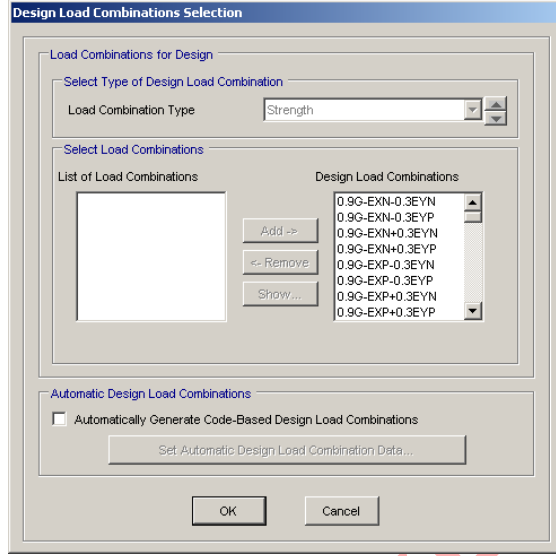 Design Load Combinations Selection
Load Combinations for Design
Select Type of Design Load Combination
Load Combination Type
Strength
Select Load Combinations
List of Load Combinations
Design Load Combinations
0.9G-EXN-0.3EYN
0.9G-EXN-0.3EYP
0.9G-EXN+0.3EYN
0.9G-EXN+0.3EYP
0.9G-EXP-0.3EYN
0.9G-EXP-0.3EYP
0.9G-EXP+0.3EYN
0.9G-EXP+0.3EYP
Add ->
<- Remove
Show...
Automatic Design Load Combinations
Automatically Generate Code-Based Design Load Combinations
Set Automatic Design Load Combination Data...
OK
Cancel